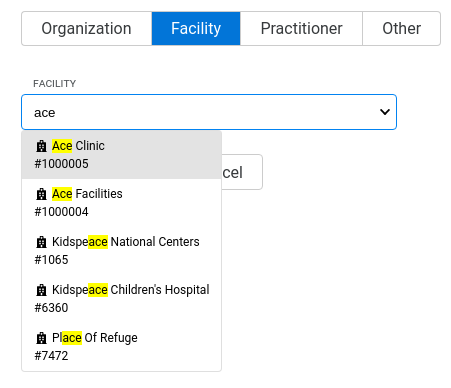 Organization Facility Practitioner Other
FACILITY
ace
Ace Clinic
#1000005
cel
Ace Facilities
#1000004
Kidspeace National Centers
#1065
Kidspeace Children's Hospital
#6360
Place Of Refuge
#7472